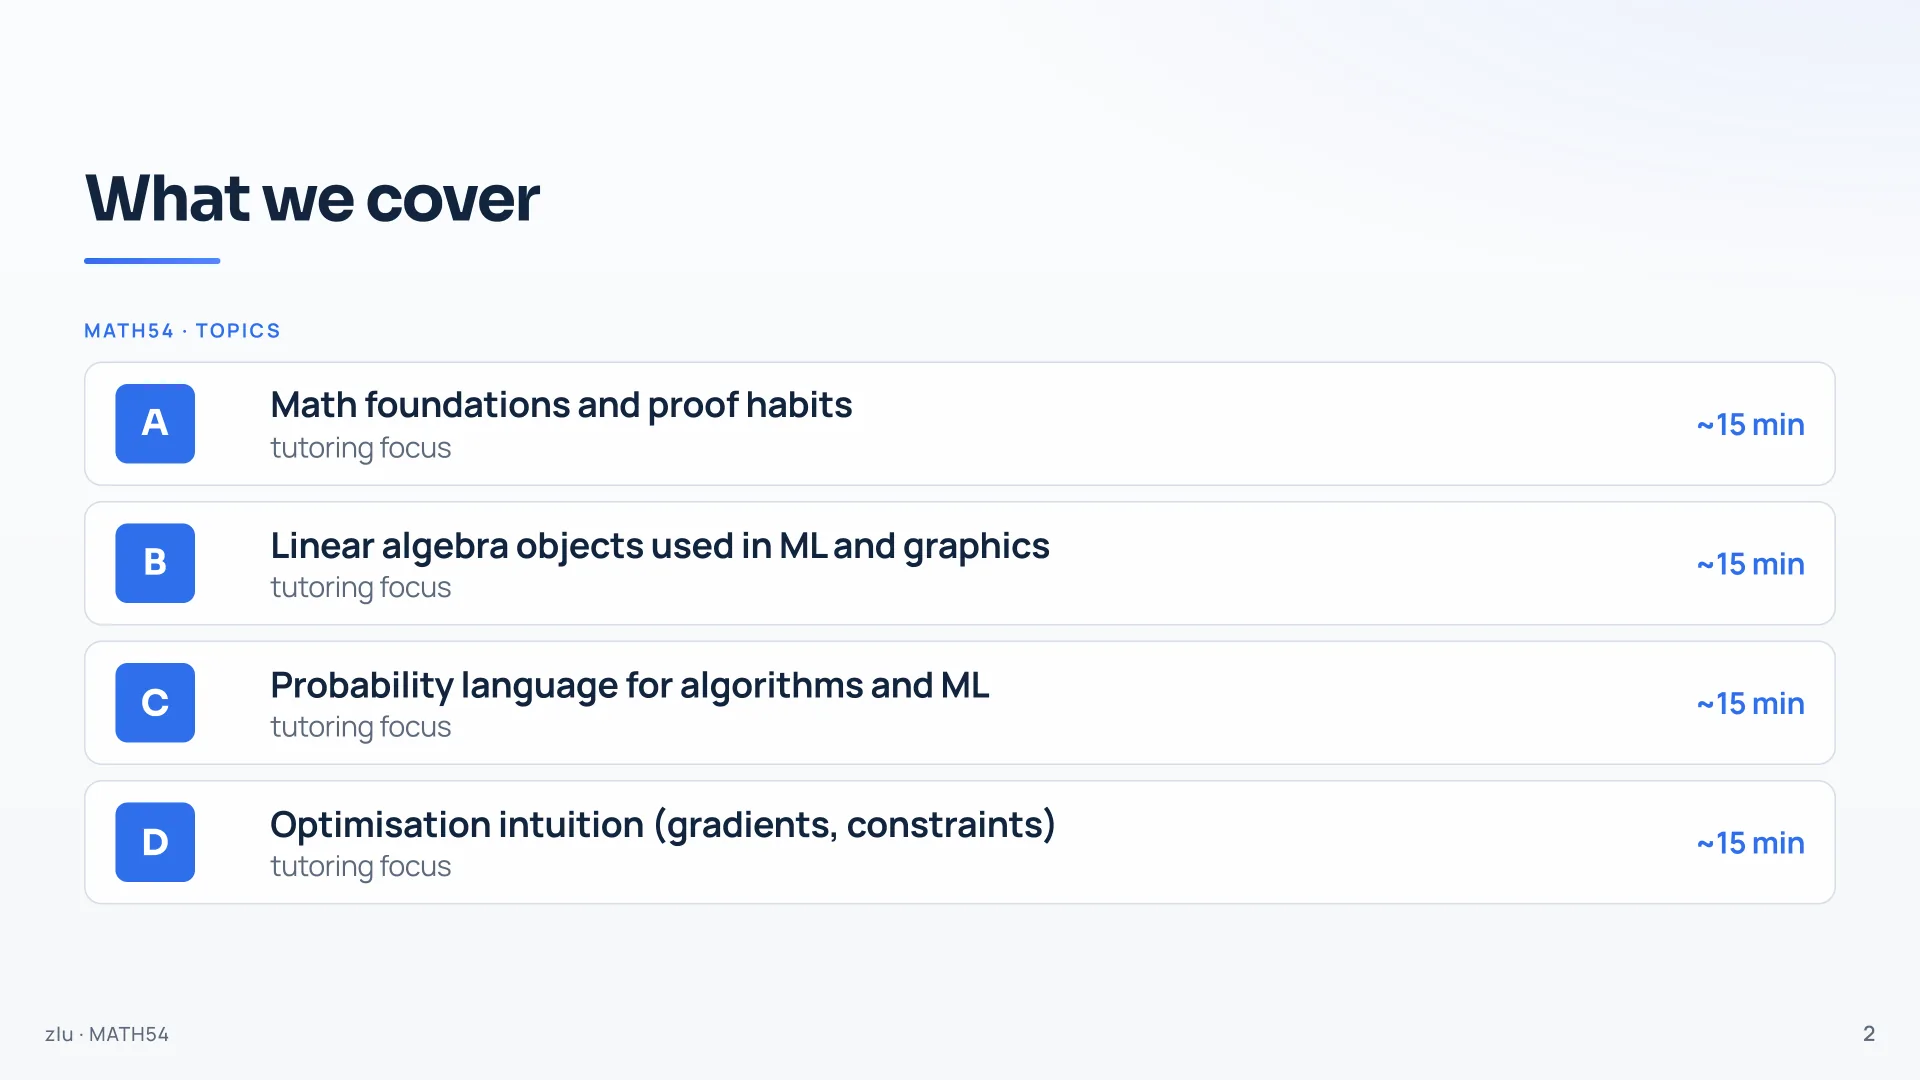 What we cover
MATH54 · TOPICS
A
Math foundations and proof habits
tutoring focus
~15 min
B
Linear algebra objects used in ML and graphics
tutoring focus
~15 min
C
Probability language for algorithms and ML
tutoring focus
~15 min
D
Optimisation intuition (gradients, constraints)
tutoring focus
~15 min
zlu · MATH54
2